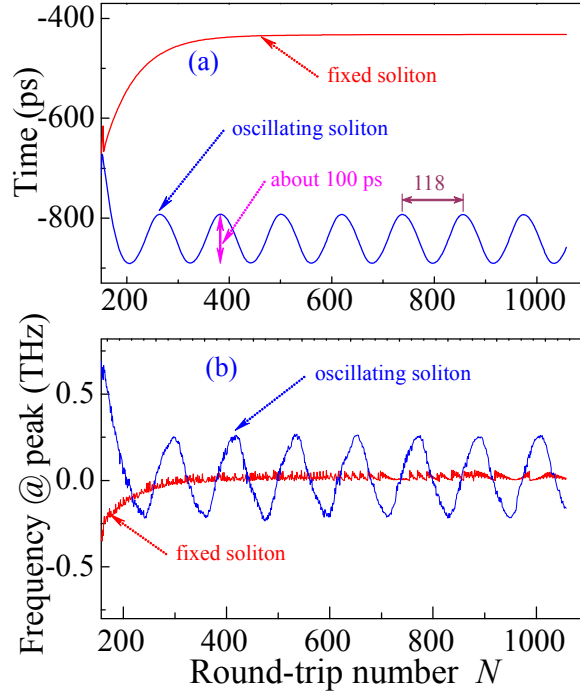 -400
(a)
fixed soliton
-600
oscillating soliton
Time (ps)
about 100 ps
118
-800
200 400 600 800 1000
(b)
oscillating soliton
0.5
0.0
-0.5
Frequency @ peak (THz)
fixed soliton
200 400 600 800 1000
Round-trip number N